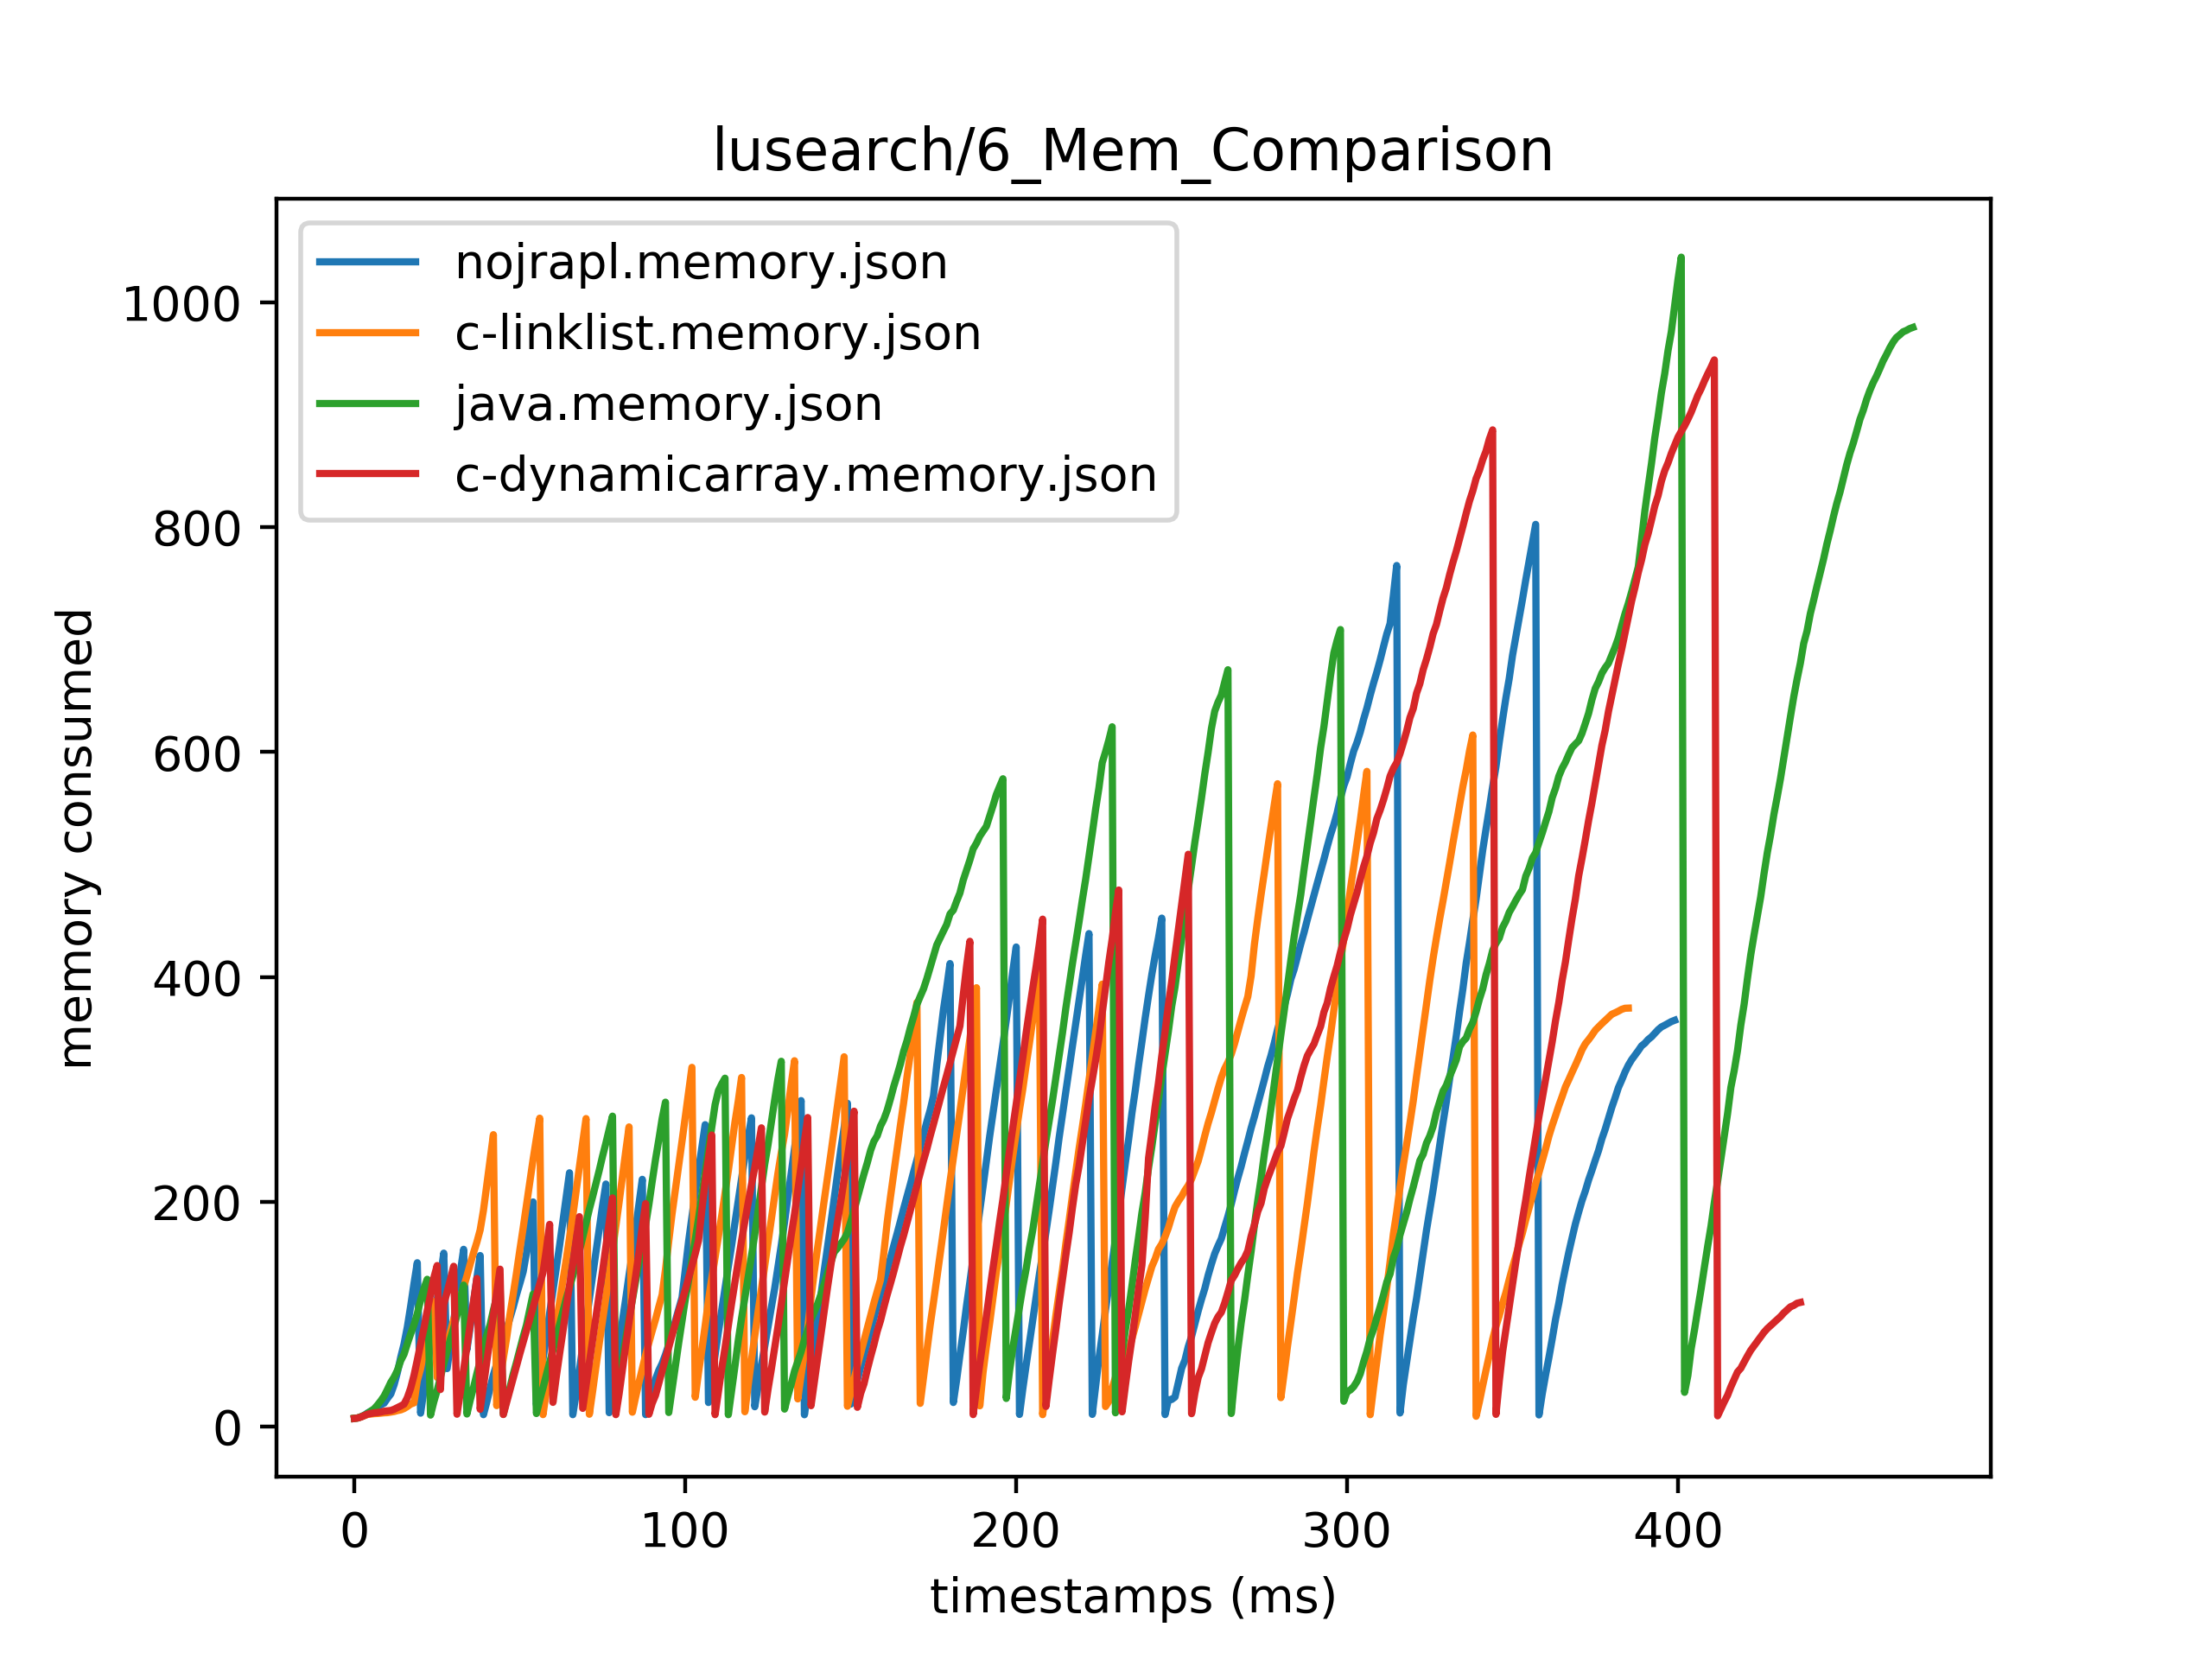 lusearch/6_Mem_Comparison
nojrapl.memory.json
c-linklist.memory.json
java.memory.json
c-dynamicarray.memory.json
memory consumed
1000
800
600
400
200
0
0 100 200 300 400
timestamps (ms)